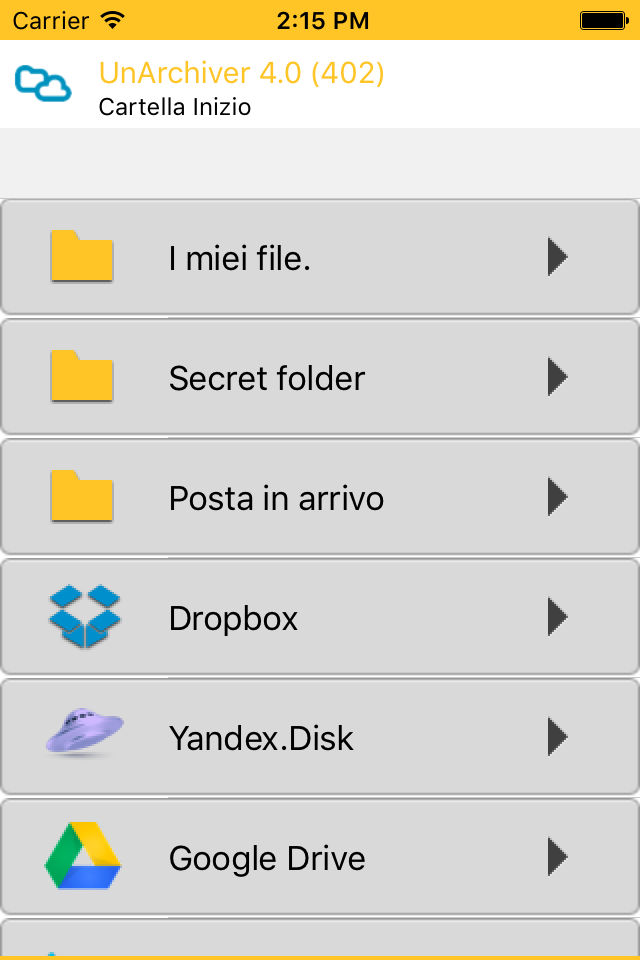 Carrier 2:15 PM
UnArchiver 4.0 (402)
Cartella Inizio
I miei file.
Secret folder
Posta in arrivo
Dropbox
Yandex.Disk
Google Drive